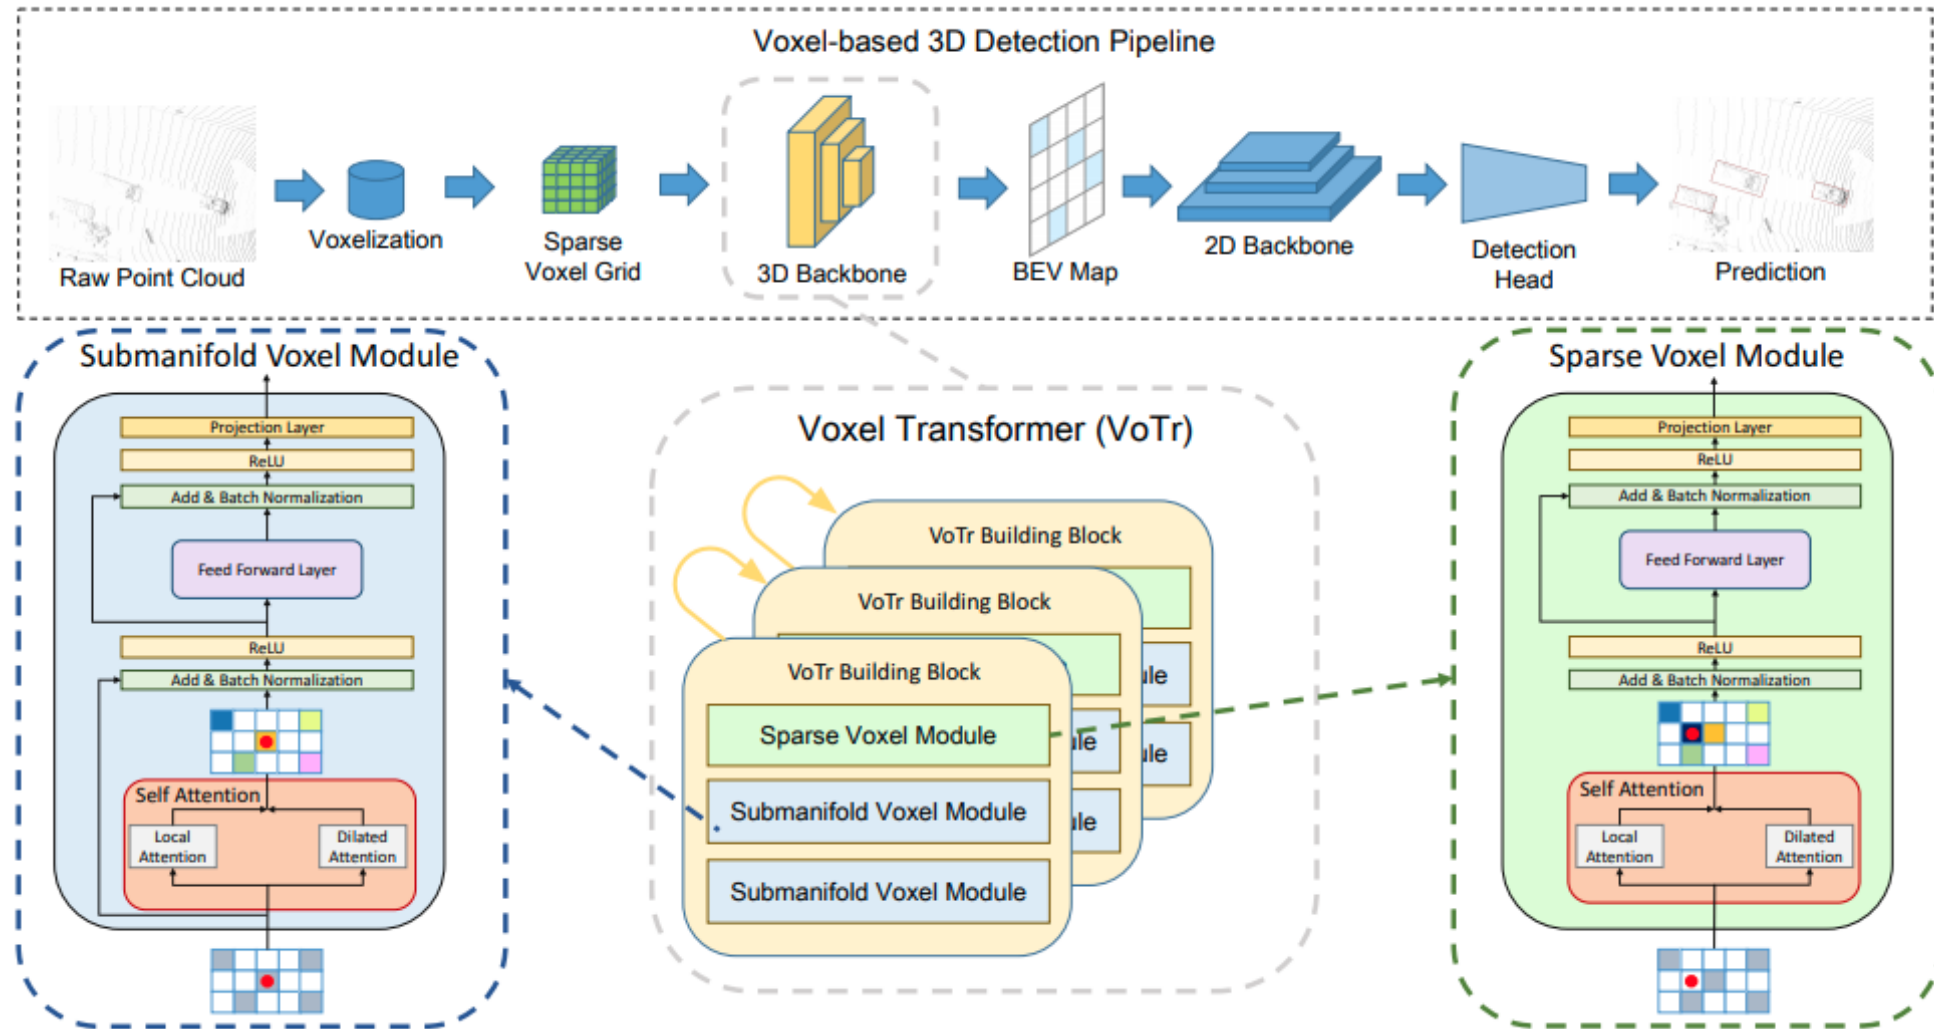 Voxel-based 3D Detection Pipeline
Raw Point Cloud
Voxelization
Sparse
Voxel Grid
3D Backbone
BEV Map
2D Backbone
Detection
Head
Prediction
Submanifold Voxel Module
Projection Layer
ReLU
Add & Batch Normalization
Feed Forward Layer
ReLU
Add & Batch Normalization
Self Attention
Local
Attention
Dilated
Attention
Voxel Transformer (VoTr)
VoTr Building Block
VoTr Building Block
VoTr Building Block
Sparse Voxel Module
Submanifold Voxel Module
Submanifold Voxel Module
ule
ule
ule
ule
Sparse Voxel Module
Projection Layer
ReLU
Add & Batch Normalization
Feed Forward Layer
ReLU
Add & Batch Normalization
Self Attention
Local
Attention
Dilated
Attention